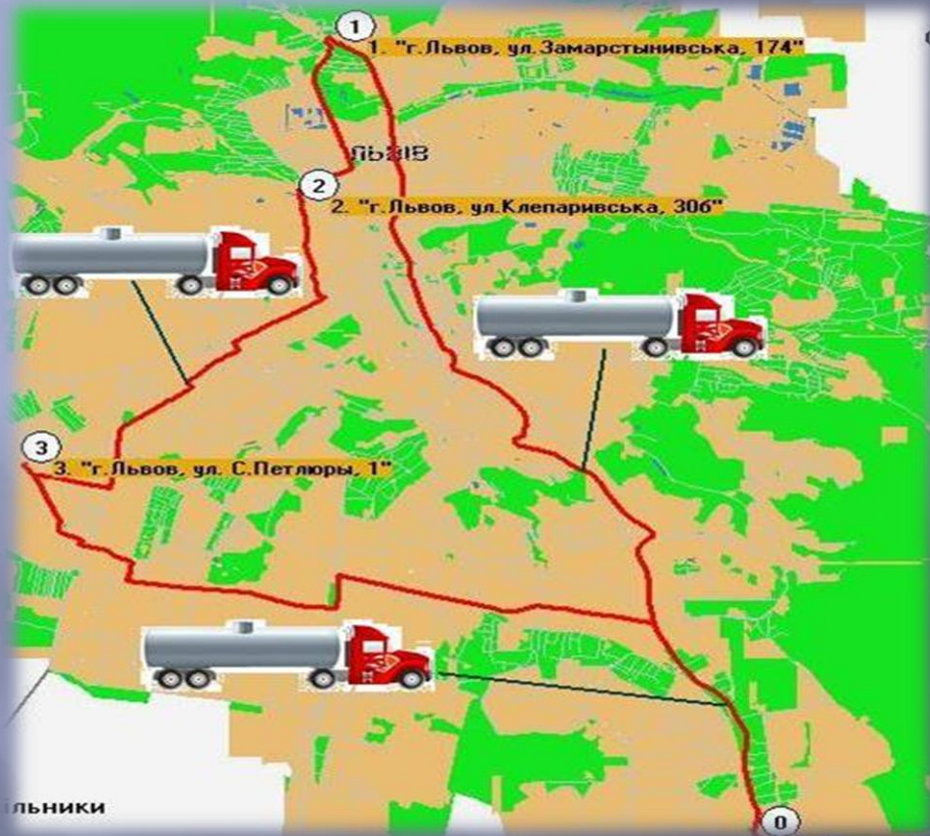 1
1. "г.Львов, ул.Замарстынивська, 174"
ЛЬВІВ
2
2. "г.Львов, ул.Клепаривська, 30б"
3
3. "г.Львов, ул. С.Петлюры, 1"
льники
0